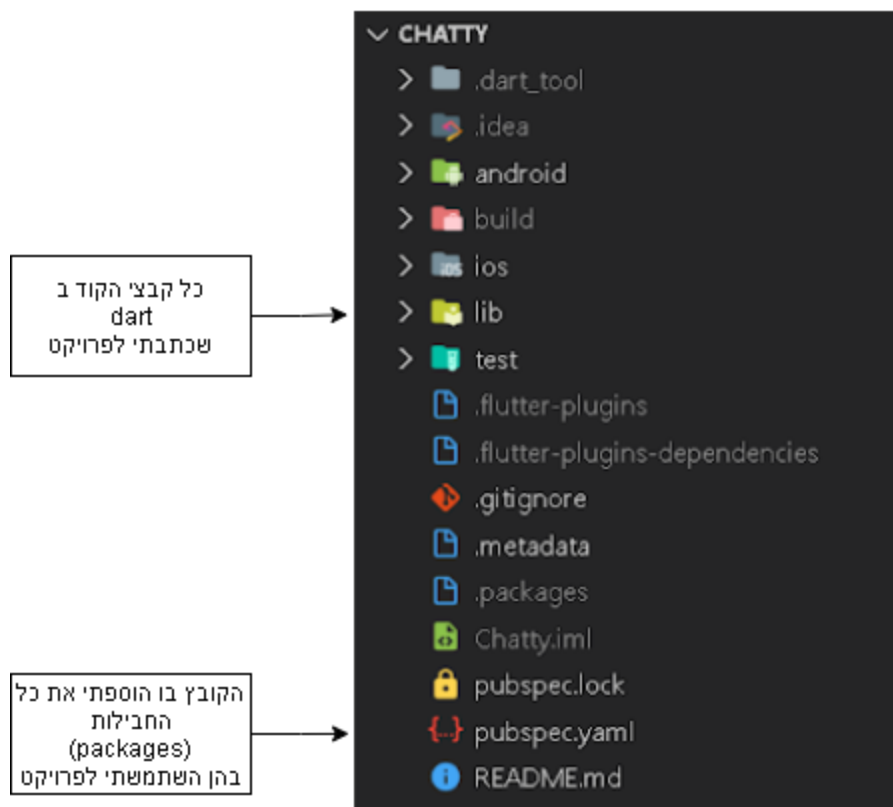 CHATTY
.dart_tool
.idea
android
build
ios
lib
test
.flutter-plugins
.flutter-plugins-dependencies
.gitignore
.metadata
.packages
Chatty.iml
pubspec.lock
pubspec.yaml
README.md
כל קבצי הקוד ב
dart
שכתבתי לפרויקט
הקובץ בו הוספתי את כל
החבילות
(packages)
בהן השתמשתי לפרויקט